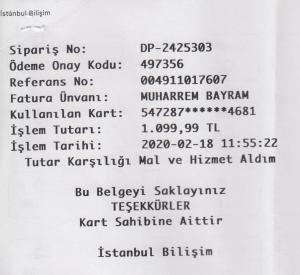 İstanbul Bilişim
Sipariş No: DP-2425303
Ödeme Onay Kodu: 497356
Referans No: 004911017607
Fatura Ünvanı: MUHARREM BAYRAM
Kullanılan Kart: 547287******4681
İşlem Tutarı: 1.099,99 TL
İşlem Tarihi: 2020-02-18 11:55:22
Tutar Karşılığı Mal ve Hizmet Aldım
Bu Belgeyi Saklayınız
TEŞEKKÜRLER
Kart Sahibine Aittir
İstanbul Bilişim